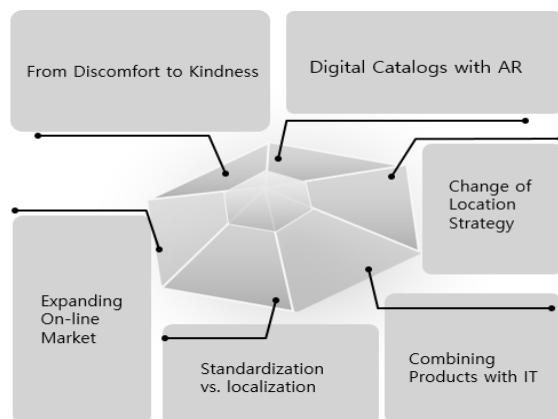 From Discomfort to Kindness
Digital Catalogs with AR
Change of
Location
Strategy
Expanding
On-line
Market
Standardization
vs. localization
Combining
Products with IT